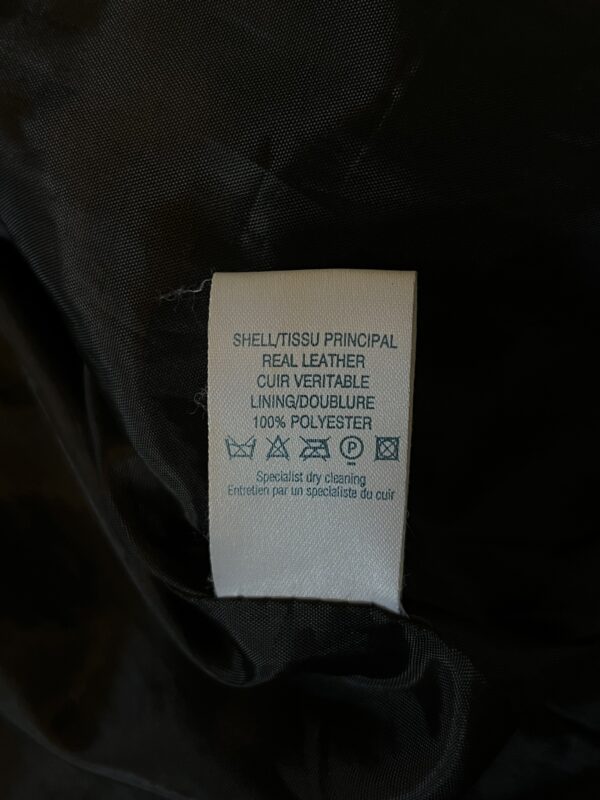 SHELL/TISSU PRINCIPAL
REAL LEATHER
CUIR VERITABLE
LINING/DOUBLURE
100% POLYESTER
P
Specialist dry cleaning
Entretien par un specialiste du cuir